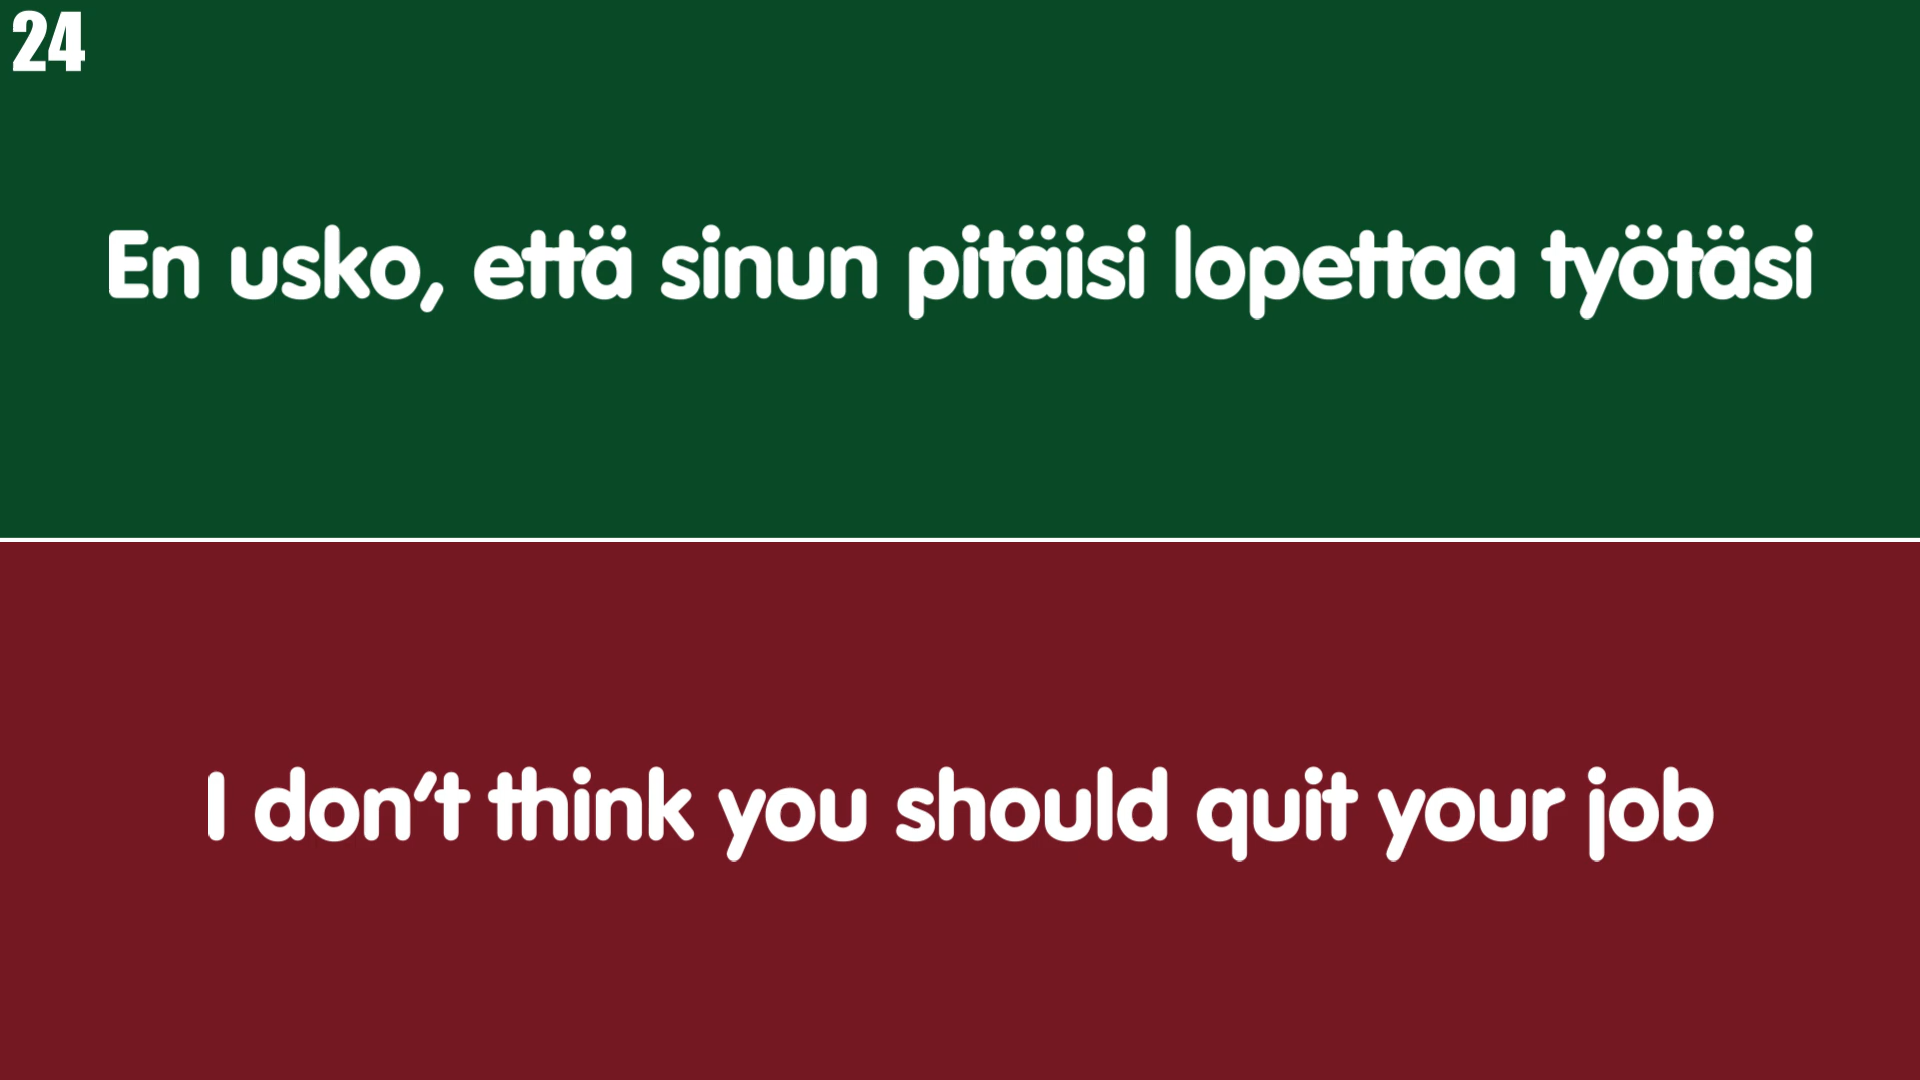 24
En usko, että sinun pitäisi lopettaa työtäsi
I don't think you should quit your job